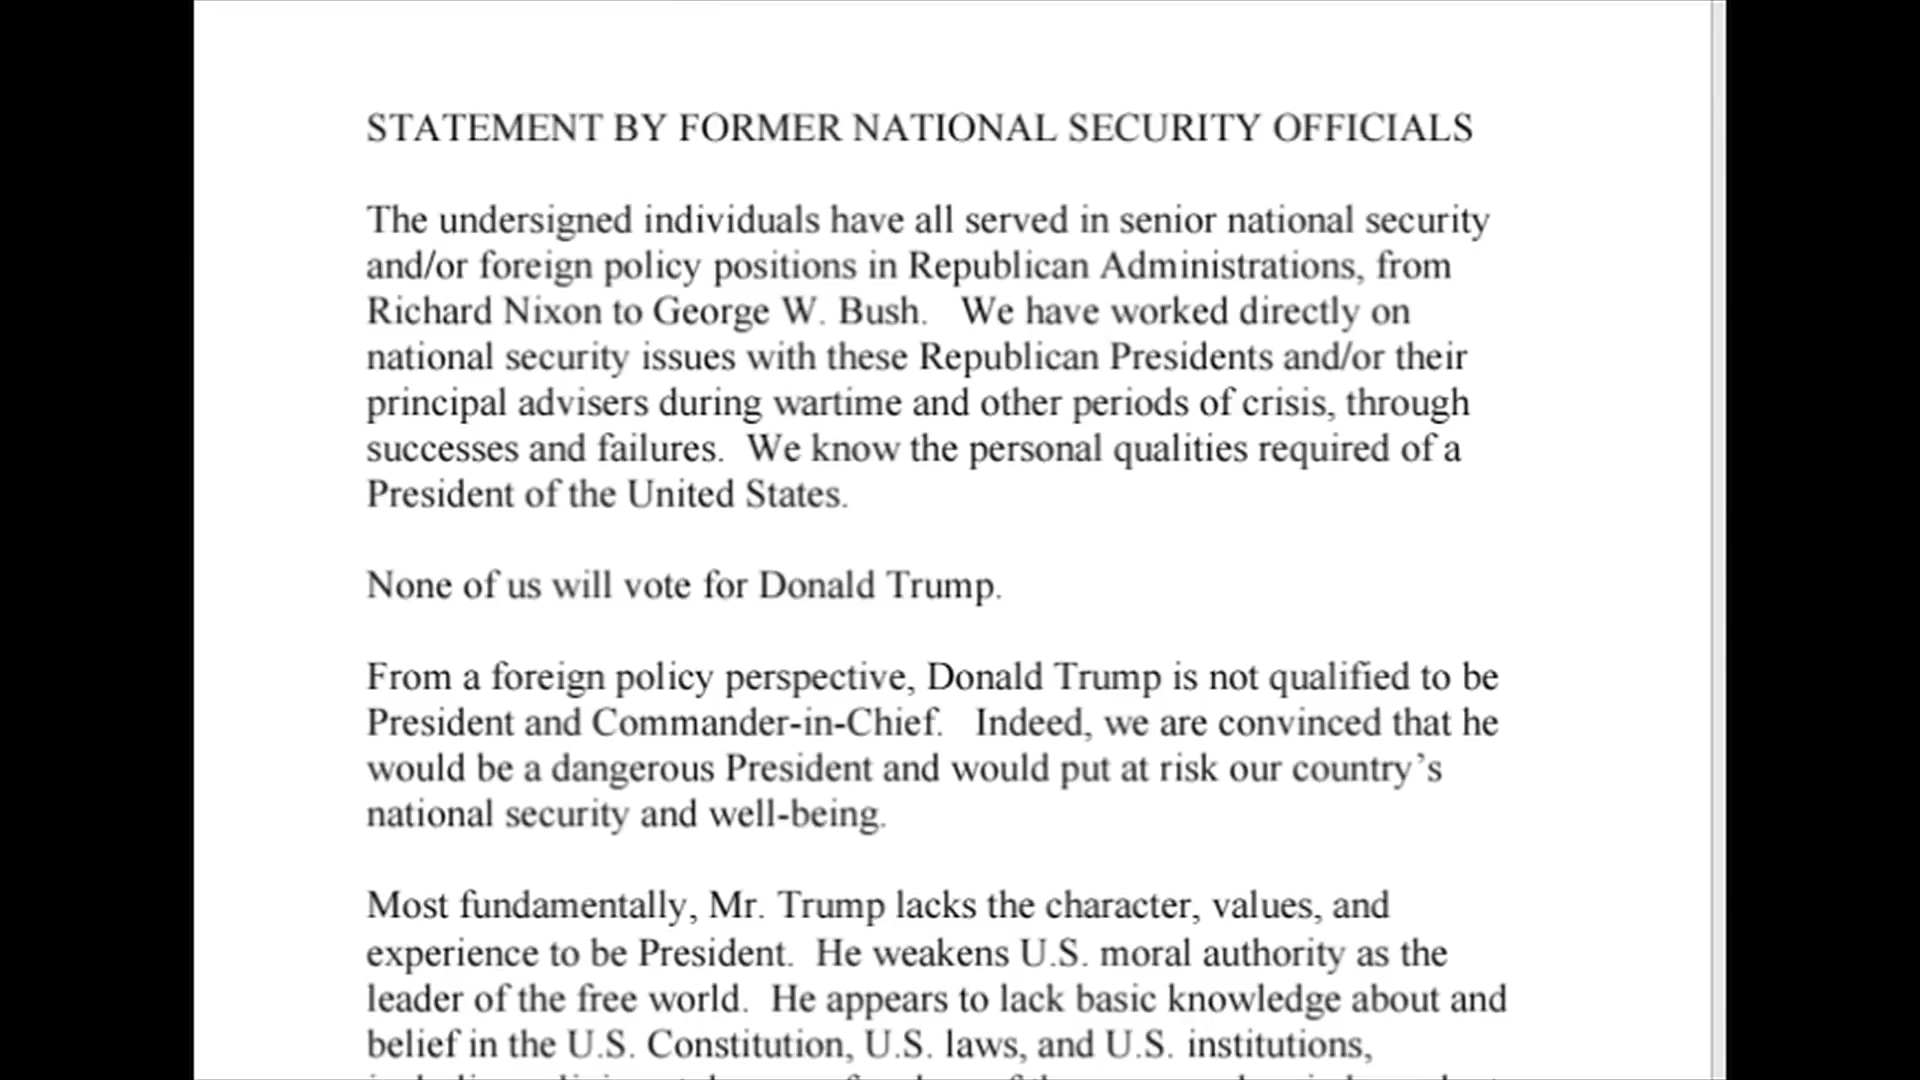 STATEMENT BY FORMER NATIONAL SECURITY OFFICIALS
The undersigned individuals have all served in senior national security
and/or foreign policy positions in Republican Administrations, from
Richard Nixon to George W. Bush.   We have worked directly on
national security issues with these Republican Presidents and/or their
principal advisers during wartime and other periods of crisis, through
successes and failures.  We know the personal qualities required of a
President of the United States.
None of us will vote for Donald Trump.
From a foreign policy perspective, Donald Trump is not qualified to be
President and Commander-in-Chief.   Indeed, we are convinced that he
would be a dangerous President and would put at risk our country’s
national security and well-being.
Most fundamentally, Mr. Trump lacks the character, values, and
experience to be President.  He weakens U.S. moral authority as the
leader of the free world.  He appears to lack basic knowledge about and
belief in the U.S. Constitution, U.S. laws, and U.S. institutions,